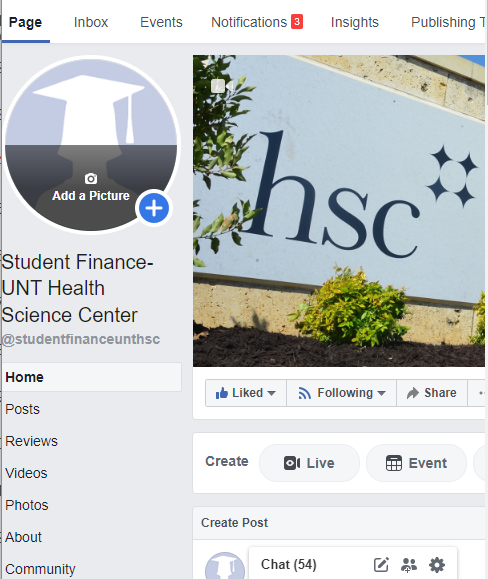 Page Inbox Events Notifications 3 Insights Publishing T
Add a Picture
hsc
Student Finance-
UNT Health
Science Center
@studentfinanceunthsc
Home
Posts
Reviews
Videos
Photos
About
Community
Liked Following Share
Create Live Event
Create Post
Chat (54)